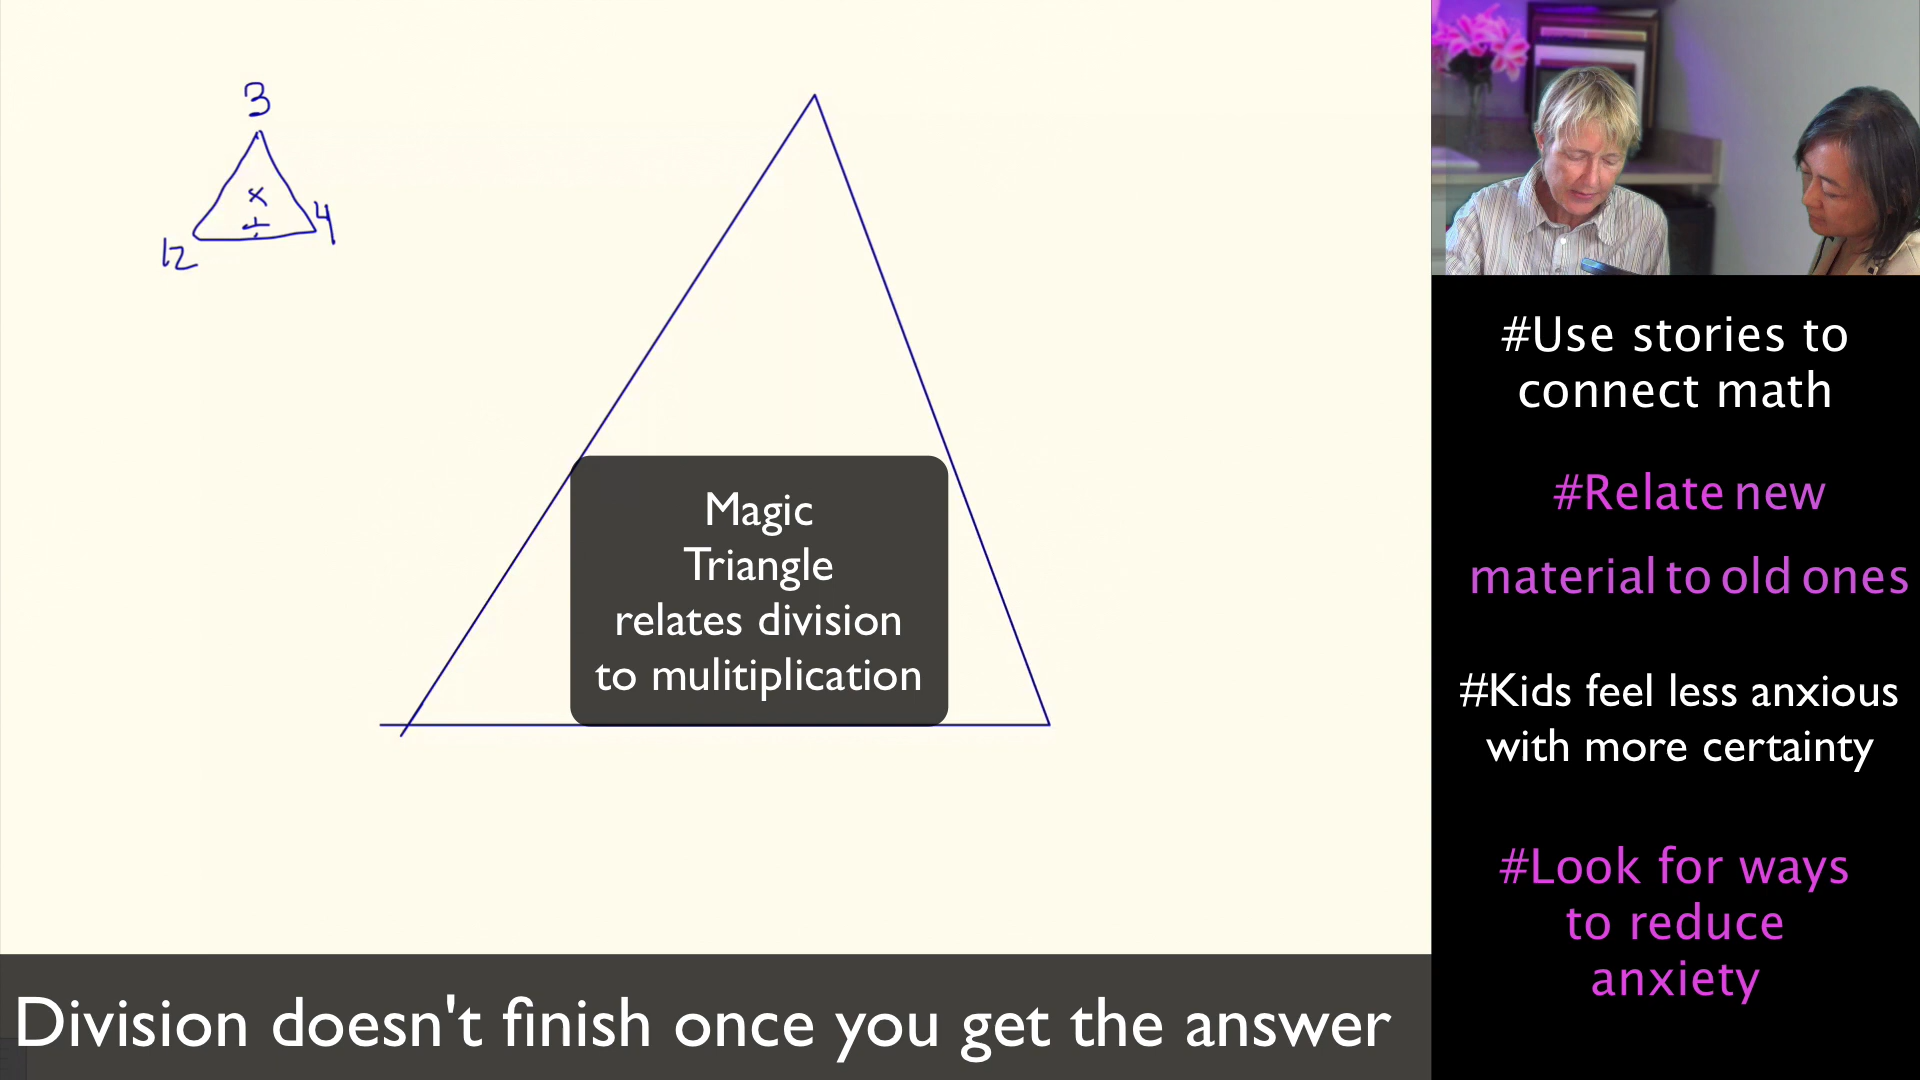 3
×
÷
12
4
Magic
Triangle
relates division
to mulitiplication
Division doesn't finish once you get the answer
#Use stories to
connect math
#Relate new
material to old ones
#Kids feel less anxious
with more certainty
#Look for ways
to reduce
anxiety